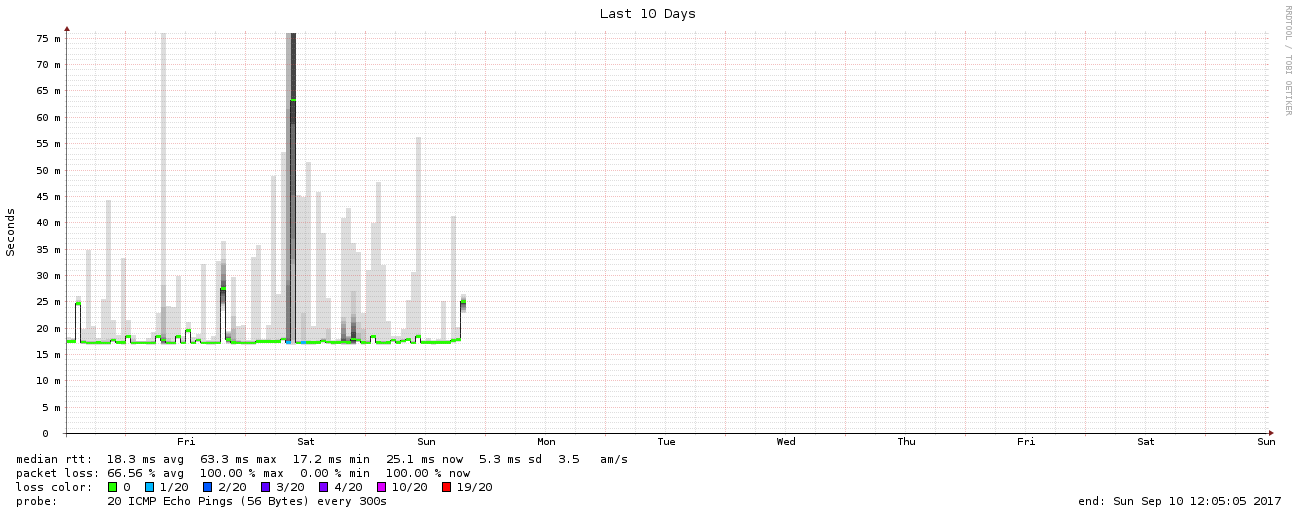 Last 10 Days
RRDTOOL / TOBI OETIKER
Seconds
75 m
70 m
65 m
60 m
55 m
50 m
45 m
40 m
35 m
30 m
25 m
20 m
15 m
10 m
5 m
0
Fri Sat Sun Mon Tue Wed Thu Fri Sat Sun
median rtt: 18.3 ms avg 63.3 ms max 17.2 ms min 25.1 ms now 5.3 ms sd 3.5 am/s
packet loss: 66.56 % avg 100.00 % max 0.00 % min 100.00 % now
loss color: 0 1/20 2/20 3/20 4/20 10/20 19/20
probe: 20 ICMP Echo Pings (56 Bytes) every 300s end: Sun Sep 10 12:05:05 2017